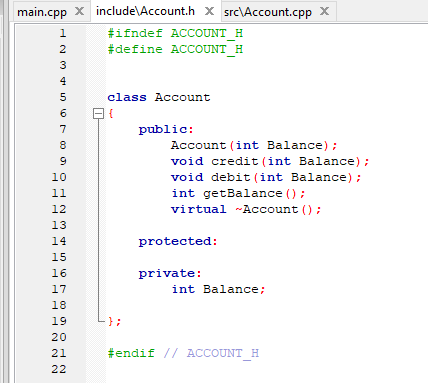 main.cpp × include\Account.h × src\Account.cpp ×
1 #ifndef ACCOUNT_H
2 #define ACCOUNT_H
3
4
5 class Account
6 {
7 public:
8 Account(int Balance);
9 void credit(int Balance);
10 void debit(int Balance);
11 int getBalance();
12 virtual ~Account();
13
14 protected:
15
16 private:
17 int Balance;
18
19 };
20
21 #endif // ACCOUNT_H
22